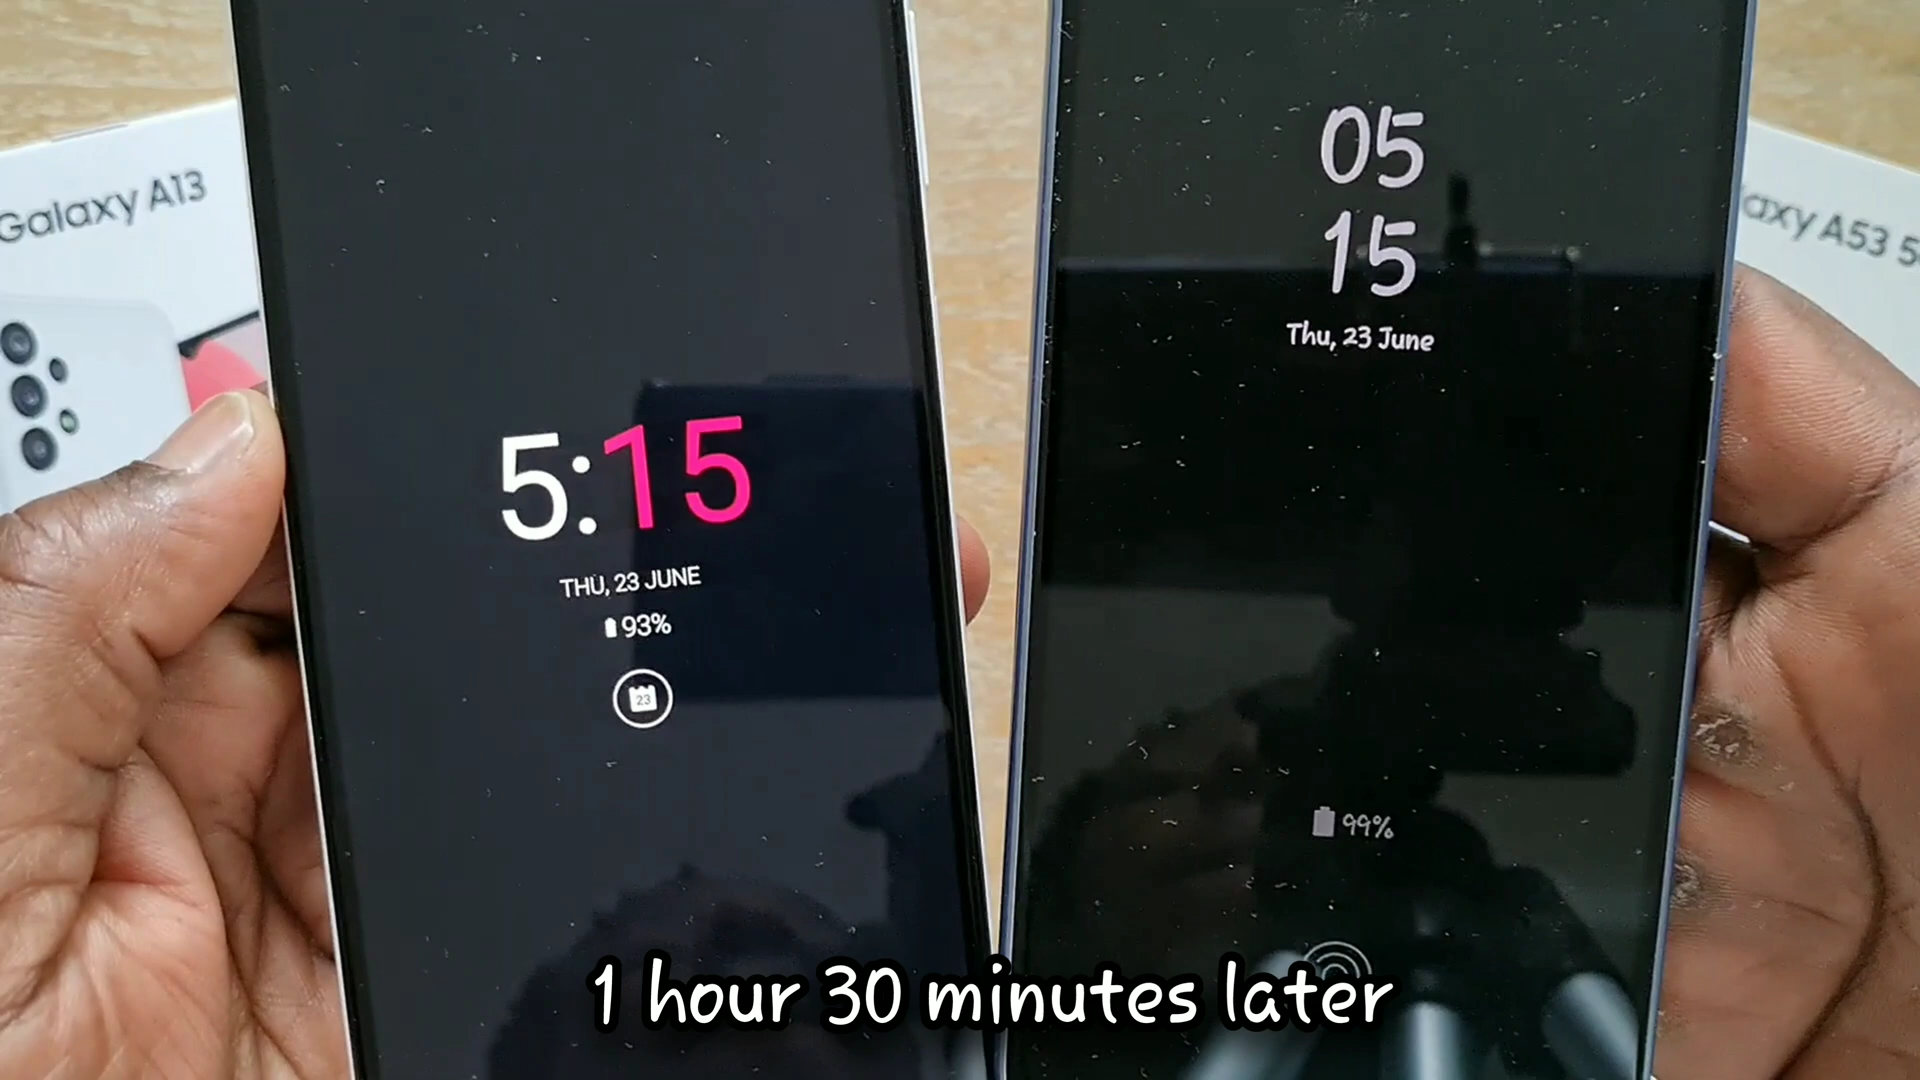 Galaxy A13
5:15
THU, 23 JUNE
93%
23
05
15
Thu, 23 June
99%
axy A53 5
1 hour 30 minutes later